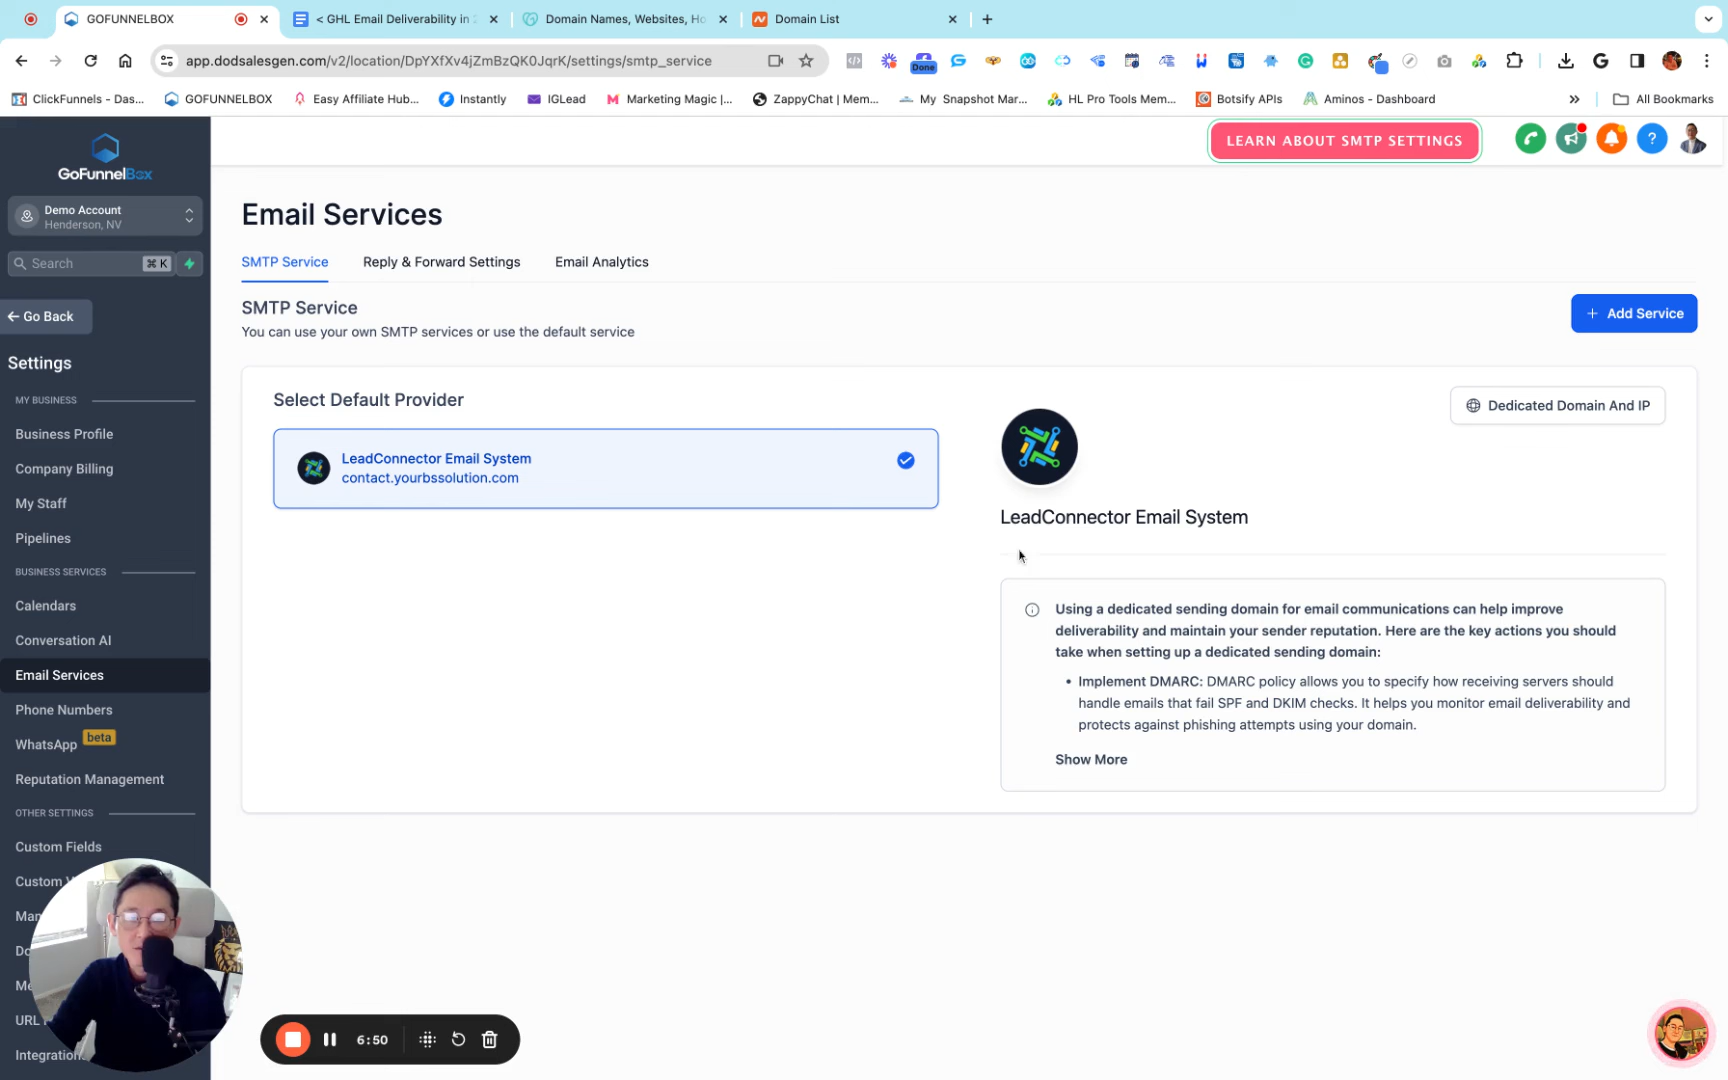 GOFUNNELBOX
< GHL Email Deliverability in 2
Domain Names, Websites, Ho
Domain List
app.dodsalesgen.com/v2/location/DpYXfXv4jZmBzQK0JqrK/settings/smtp_service
Done
ClickFunnels - Das...
GOFUNNELBOX
Easy Affiliate Hub...
Instantly
IGLead
Marketing Magic |...
ZappyChat | Mem...
My Snapshot Mar...
HL Pro Tools Mem...
Botsify APIs
Aminos - Dashboard
»
All Bookmarks
GoFunnelBox
LEARN ABOUT SMTP SETTINGS
?
Demo Account
Henderson, NV
Search
⌘ K
Go Back
Settings
MY BUSINESS
Business Profile
Company Billing
My Staff
Pipelines
BUSINESS SERVICES
Calendars
Conversation AI
Email Services
Phone Numbers
WhatsApp
beta
Reputation Management
OTHER SETTINGS
Custom Fields
Custom V
Man
Do
Me
URL
Integration
Email Services
SMTP Service
Reply & Forward Settings
Email Analytics
SMTP Service
You can use your own SMTP services or use the default service
+ Add Service
Select Default Provider
LeadConnector Email System
contact.yourbssolution.com
Dedicated Domain And IP
LeadConnector Email System
Using a dedicated sending domain for email communications can help improve
deliverability and maintain your sender reputation. Here are the key actions you should
take when setting up a dedicated sending domain:
• Implement DMARC: DMARC policy allows you to specify how receiving servers should
handle emails that fail SPF and DKIM checks. It helps you monitor email deliverability and
protects against phishing attempts using your domain.
Show More
6:50